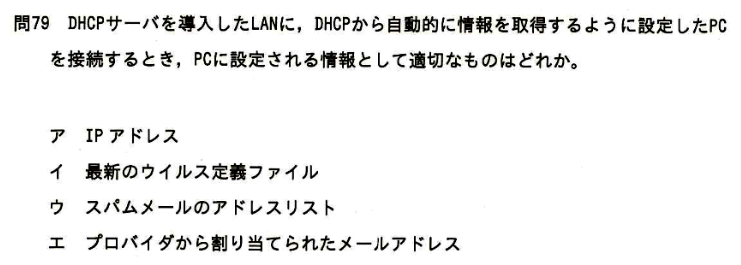 問79 DHCPサーバを導入したLANに，DHCPから自動的に情報を取得するように設定したPC
を接続するとき，PCに設定される情報として適切なものはどれか。
ア IPアドレス
イ 最新のウイルス定義ファイル
ウ スパムメールのアドレスリスト
エ プロバイダから割り当てられたメールアドレス